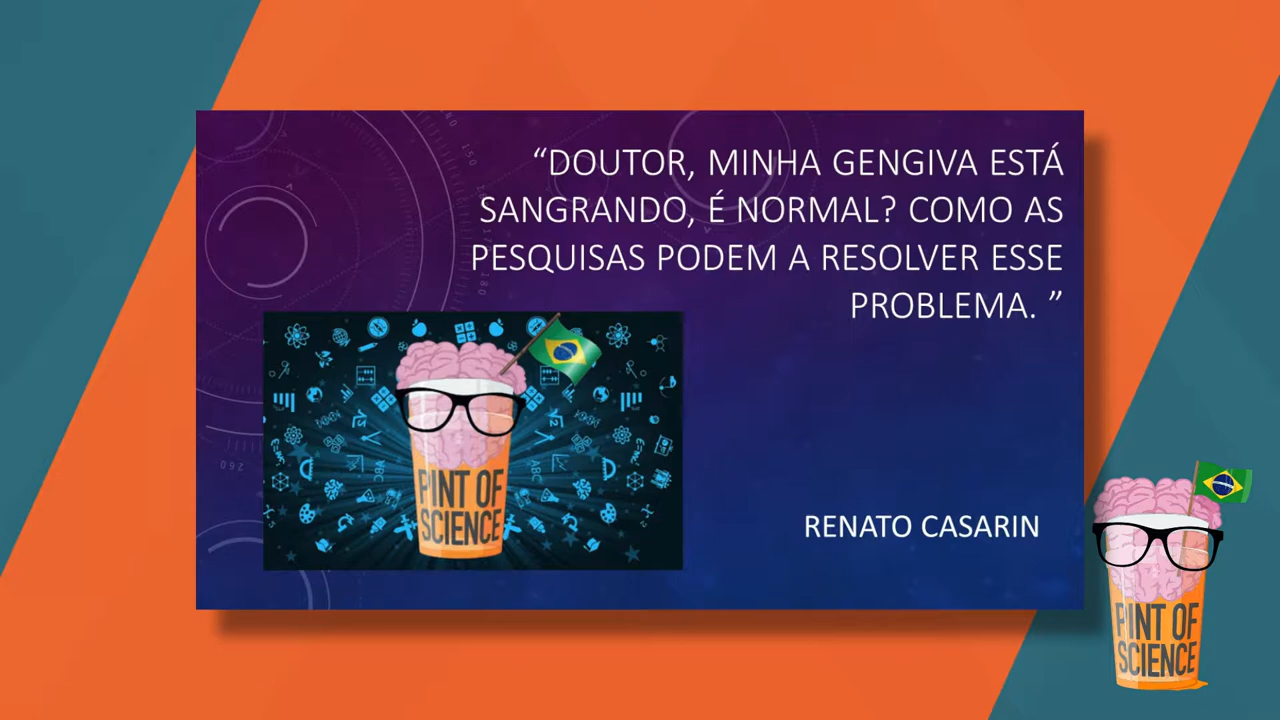 “DOUTOR, MINHA GENGIVA ESTÁ
SANGRANDO, É NORMAL? COMO AS
PESQUISAS PODEM A RESOLVER ESSE
PROBLEMA. ”
PINT OF
SCIENCE
RENATO CASARIN
PINT OF
SCIENCE